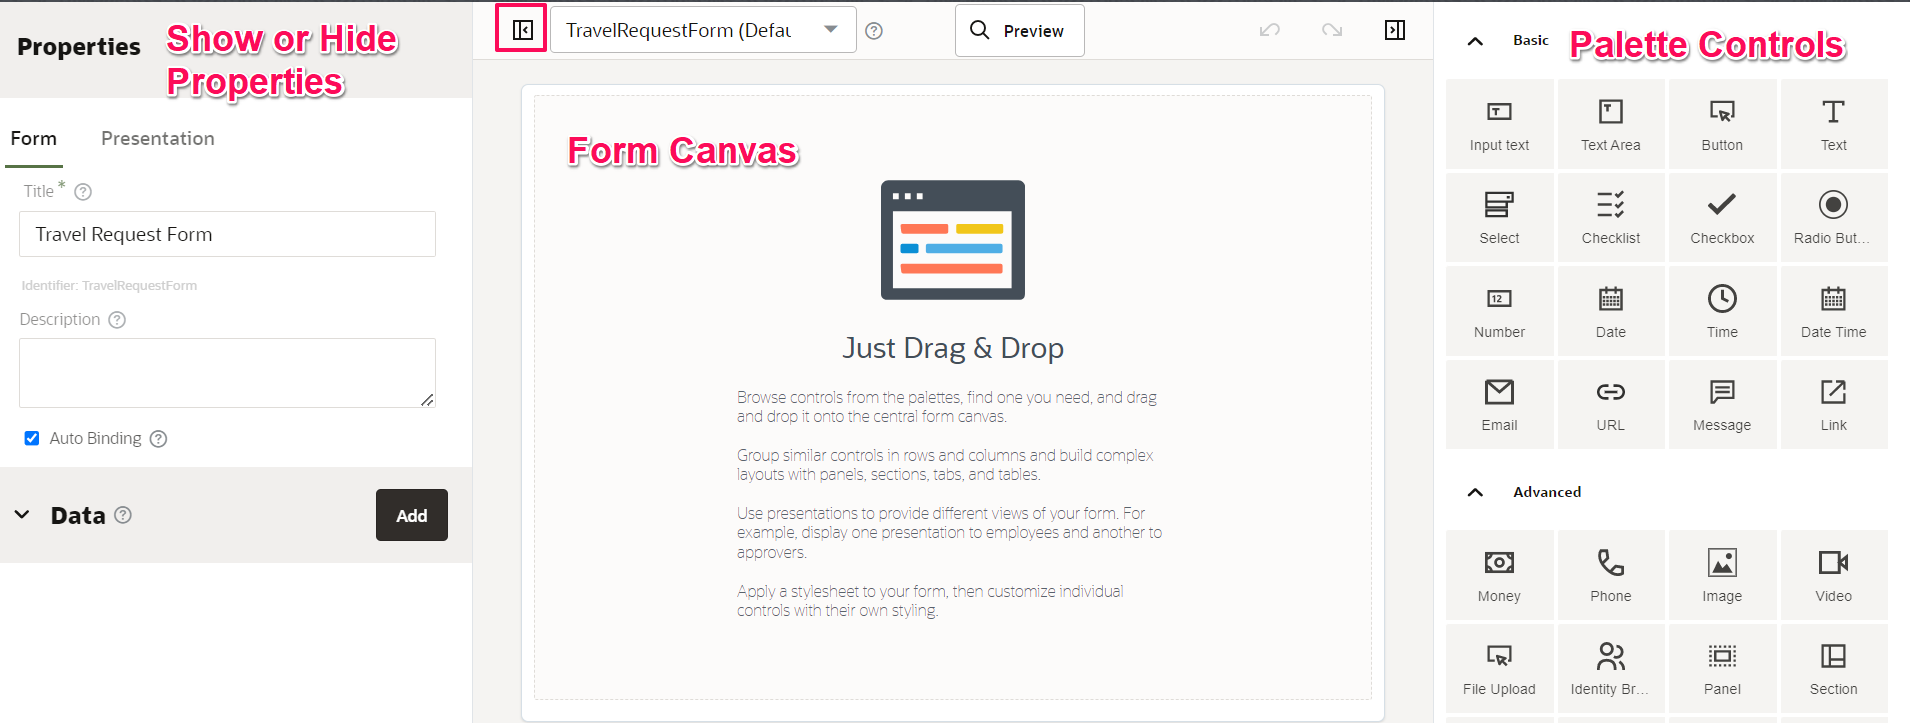 Properties
Show or Hide
Properties
Form
Presentation
Title *
Travel Request Form
Identifier: TravelRequestForm
Description
Auto Binding
Data
Add
TravelRequestForm (Defau
Preview
Form Canvas
Just Drag & Drop
Browse controls from the palettes, find one you need, and drag
and drop it onto the central form canvas.
Group similar controls in rows and columns and build complex
layouts with panels, sections, tabs, and tables.
Use presentations to provide different views of your form. For
example, display one presentation to employees and another to
approvers.
Apply a stylesheet to your form, then customize individual
controls with their own styling.
Basic
Palette Controls
Input text
Text Area
Button
Text
Select
Checklist
Checkbox
Radio But...
Number
Date
Time
Date Time
Email
URL
Message
Link
Advanced
Money
Phone
Image
Video
File Upload
Identity Br...
Panel
Section